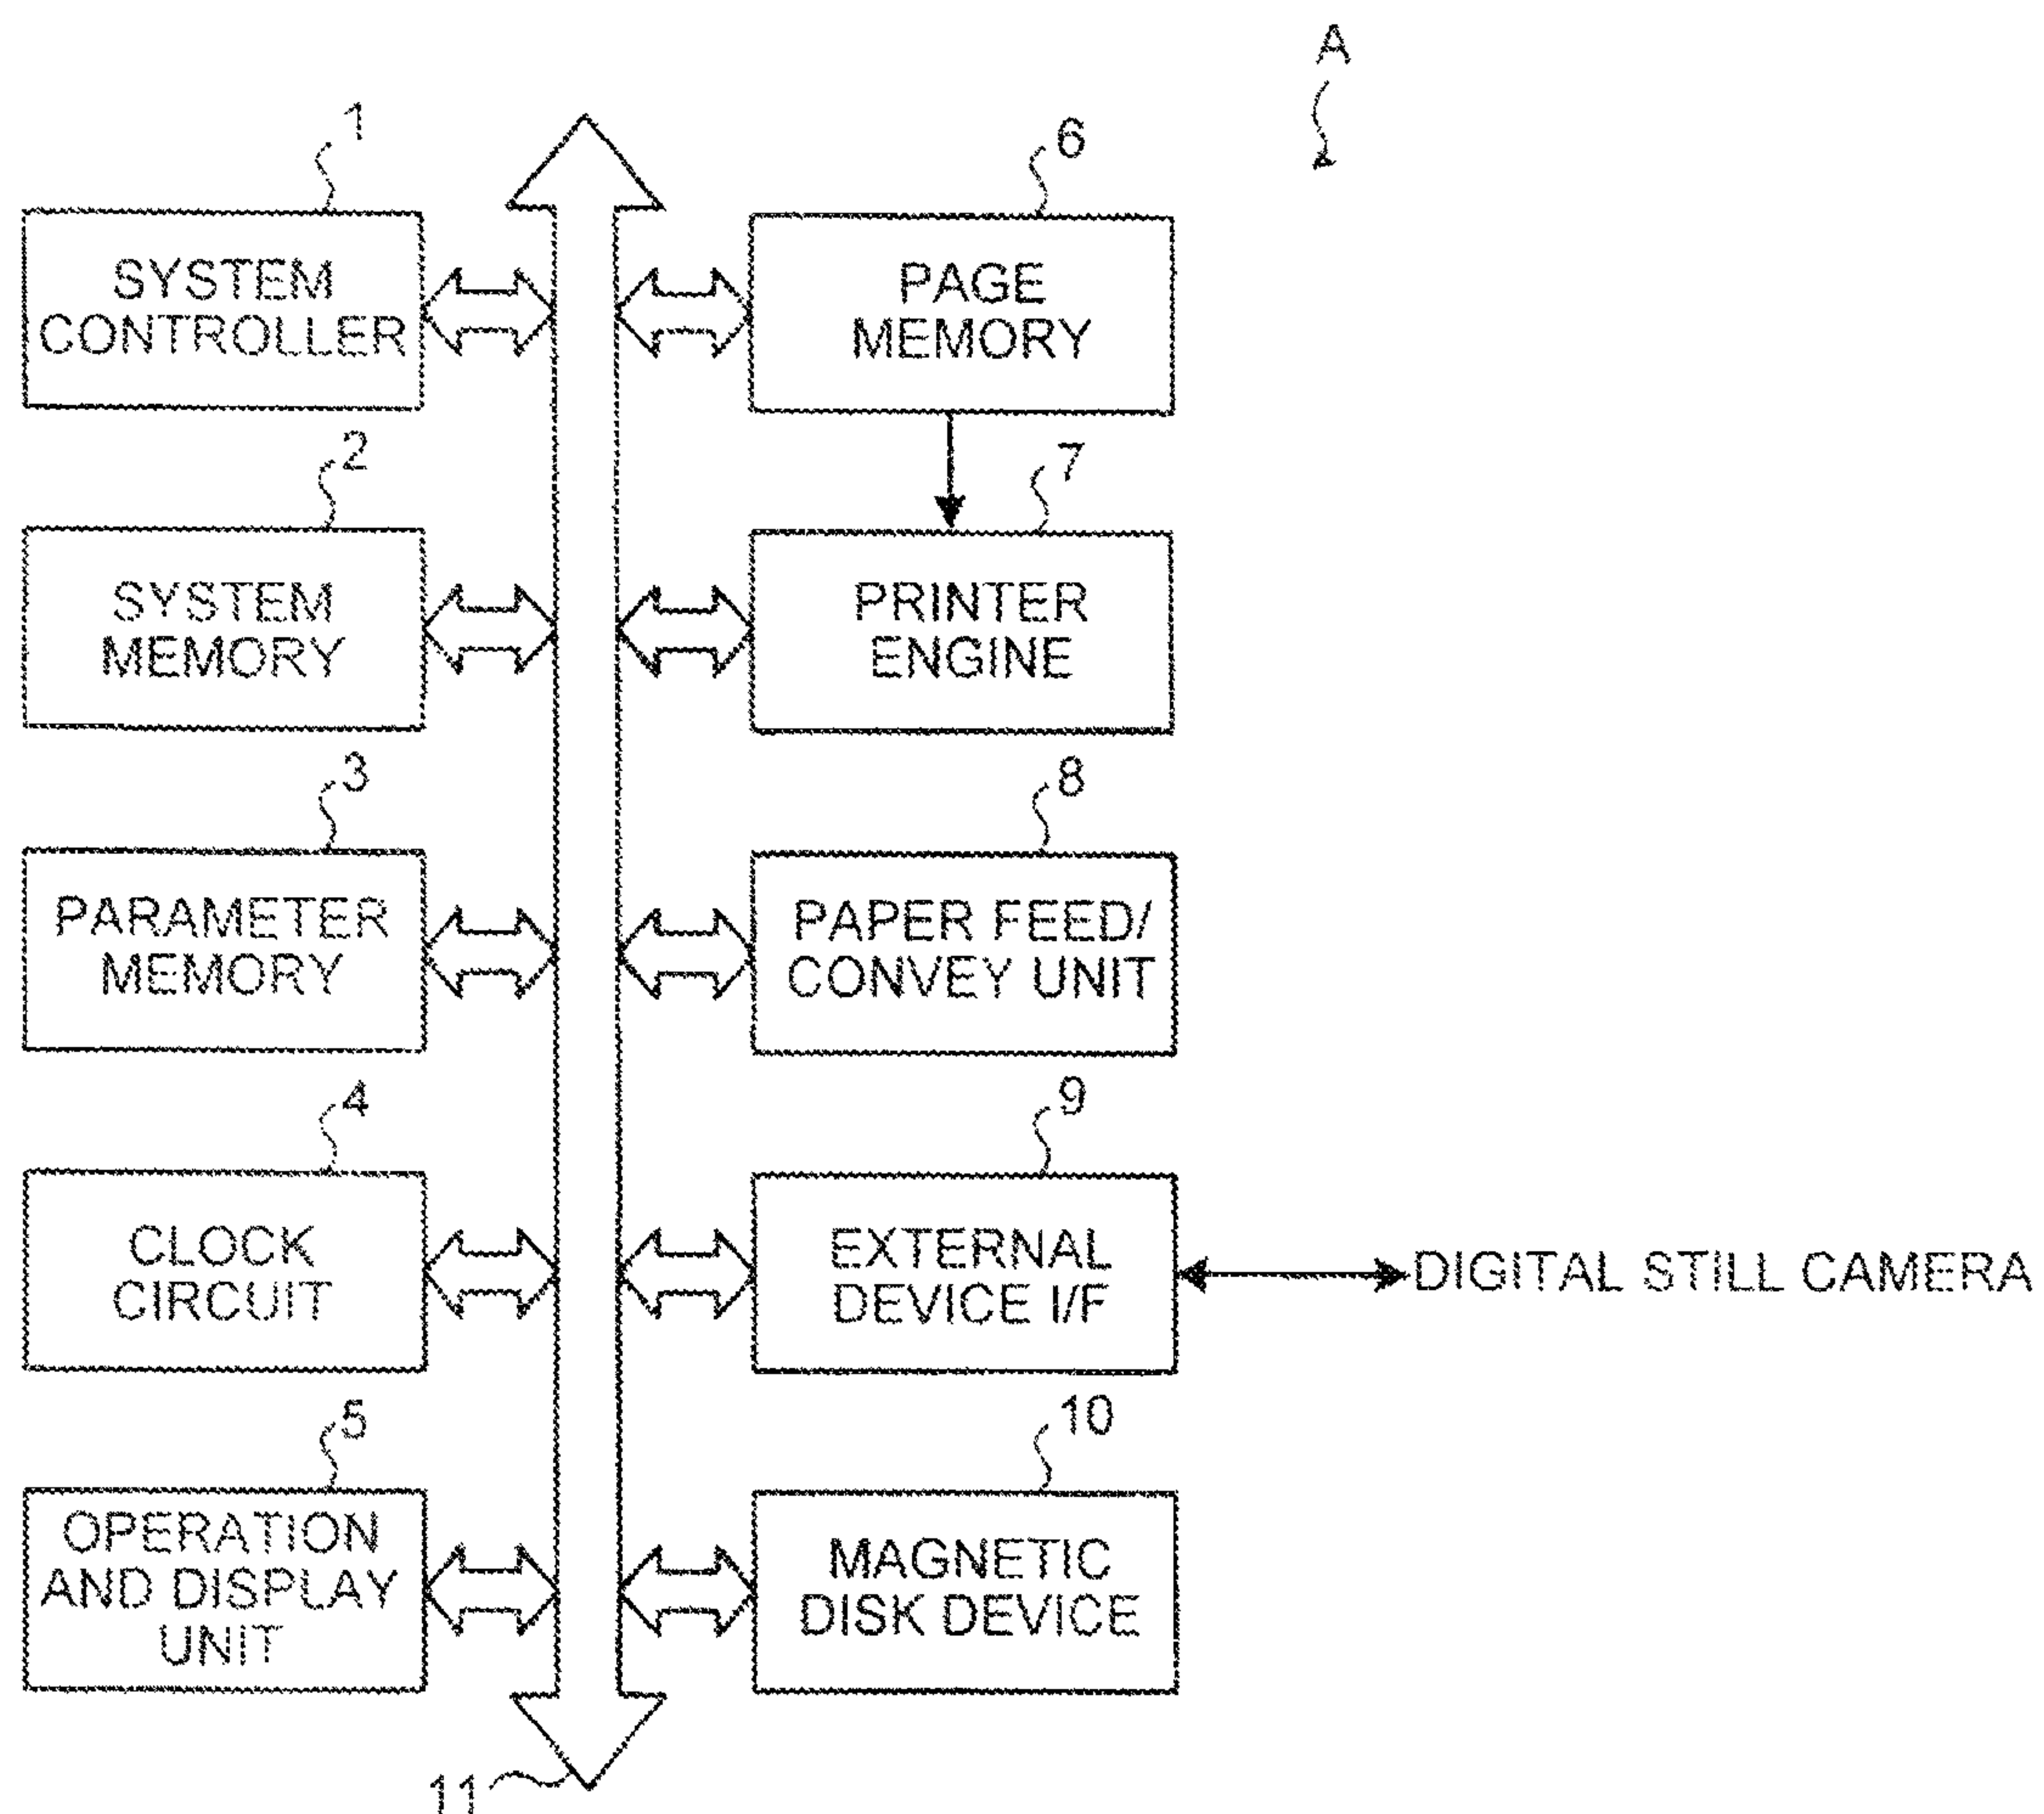 A
1
SYSTEM
CONTROLLER
2
SYSTEM
MEMORY
3
PARAMETER
MEMORY
4
CLOCK
CIRCUIT
5
OPERATION
AND DISPLAY
UNIT
6
PAGE
MEMORY
7
PRINTER
ENGINE
8
PAPER FEED/
CONVEY UNIT
9
EXTERNAL
DEVICE I/F
DIGITAL STILL CAMERA
10
MAGNETIC
DISK DEVICE
11